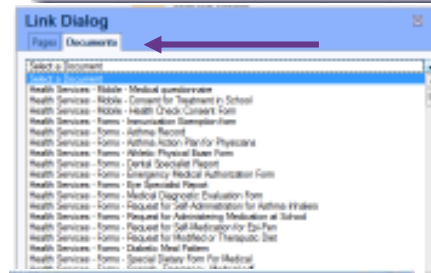 Link Dialog
Pages Documents
Select a Document
Select a Document
Health Services - Mobile - Medical questionnaire
Health Services - Mobile - Consent for Treatment in School
Health Services - Mobile - Health Check Consent Form
Health Services - Forms - Immunization Exemption Form
Health Services - Forms - Asthma Record
Health Services - Forms - Asthma Action Plan for Physicians
Health Services - Forms - Athletic Physical Exam Form
Health Services - Forms - Dental Specialist Report
Health Services - Forms - Emergency Medical Authorization Form
Health Services - Forms - Eye Specialist Report
Health Services - Forms - Medical Diagnostic Evaluation Form
Health Services - Forms - Request for Self-Administration for Asthma Inhalers
Health Services - Forms - Request for Administering Medication at School
Health Services - Forms - Request for Self-Medication for Epi-Pen
Health Services - Forms - Request for Modified or Therapeutic Diet
Health Services - Forms - Diabetic Meal Pattern
Health Services - Forms - Special Dietary Form For Medical
Health Services - Forms -